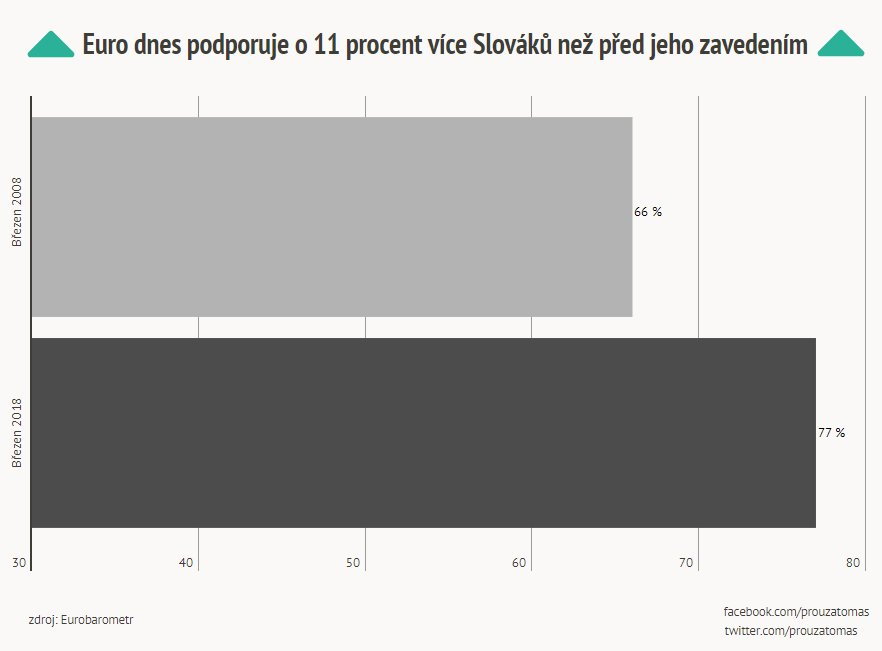 Euro dnes podporuje o 11 procent více Slováků než před jeho zavedením
Březen 2008
66 %
Březen 2018
77 %
30 40 50 60 70 80
zdroj: Eurobarometr
facebook.com/prouzatomas
twitter.com/prouzatomas